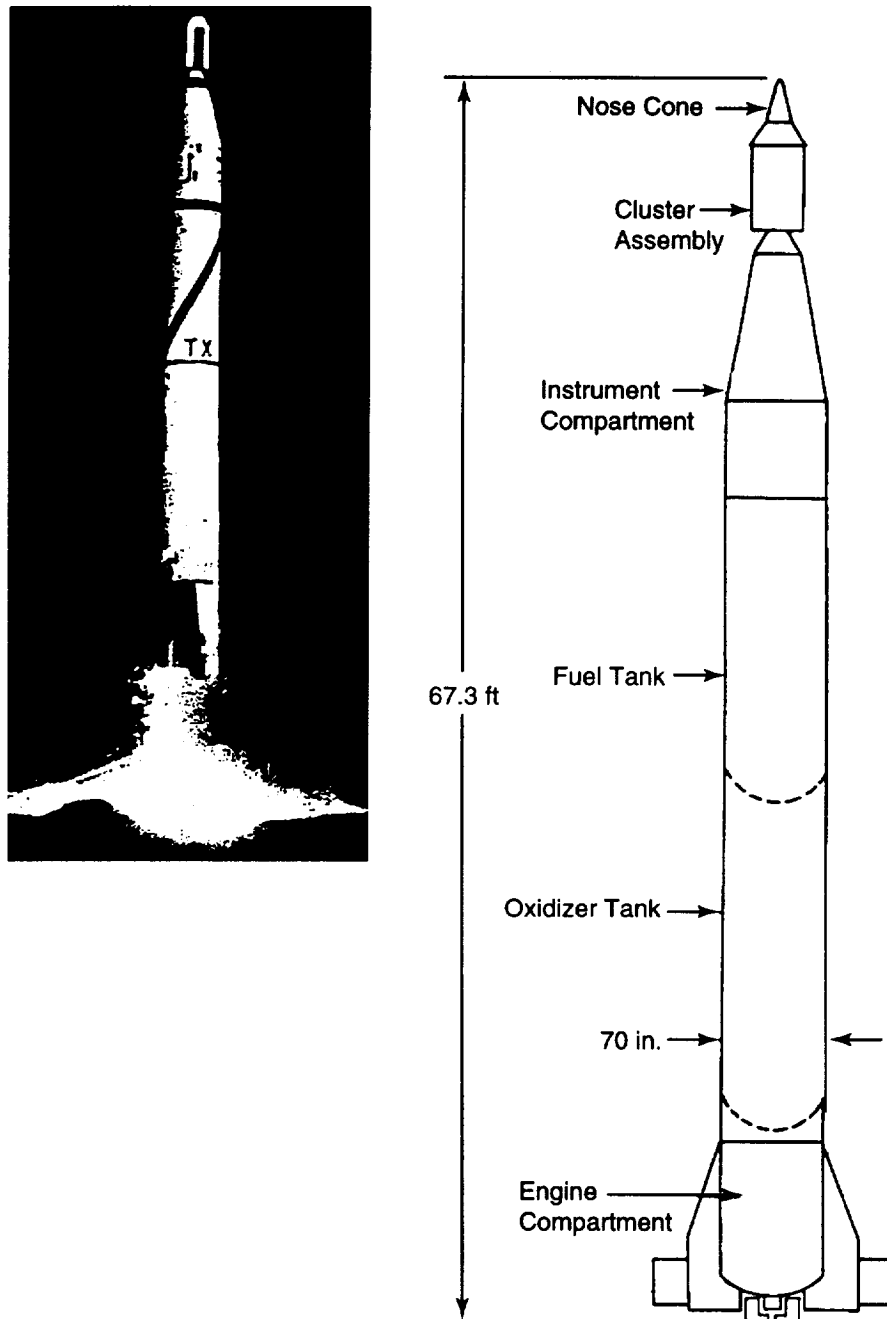 TX
Nose Cone
Cluster
Assembly
Instrument
Compartment
Fuel Tank
67.3 ft
Oxidizer Tank
70 in.
Engine
Compartment